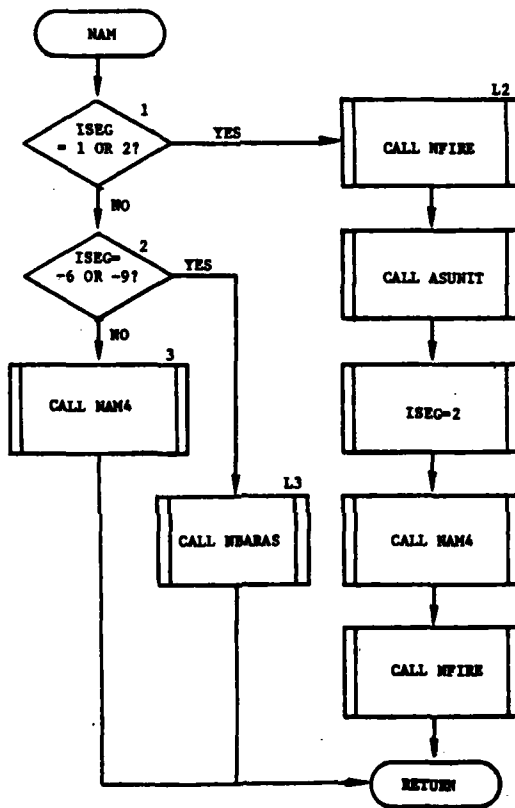 NAM
1
ISEG
= 1 OR 2?
YES
NO
2
ISEG=
-6 OR -9?
YES
NO
3
CALL NAM4
L3
CALL NBARAS
L2
CALL NFIRE
CALL ASUNIT
ISEG=2
CALL NAM4
CALL NFIRE
RETURN